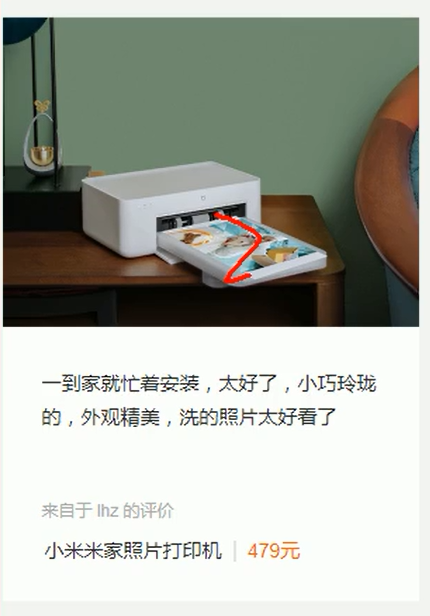 一到家就忙着安装，太好了，小巧玲珑
的，外观精美，洗的照片太好看了
来自于 lhz 的评价
小米米家照片打印机 | 479元